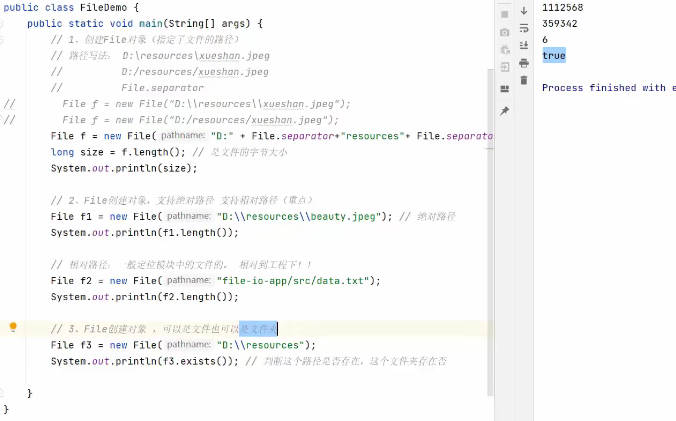 public class FileDemo {
public static void main(String[] args) {
// 1、创建File对象（指定了文件的路径）
// 路径写法： D:\resources\xueshan.jpeg
// D:/resources/xueshan.jpeg
// File.separator
// File f = new File("D:\\resources\\xueshan.jpeg");
// File f = new File("D:/resources/xueshan.jpeg");
File f = new File( pathname: "D:" + File.separator+"resources"+ File.separato
long size = f.length(); // 是文件的字节大小
System.out.println(size);
// 2、File创建对象，支持绝对路径 支持相对路径（重点）
File f1 = new File( pathname: "D:\\resources\\beauty.jpeg"); // 绝对路径
System.out.println(f1.length());
// 相对路径： 一般定位模块中的文件的。 相对到工程下！！
File f2 = new File( pathname: "file-io-app/src/data.txt");
System.out.println(f2.length());
// 3、File创建对象 ，可以是文件也可以是文件夹
File f3 = new File( pathname: "D:\\resources");
System.out.println(f3.exists()); // 判断这个路径是否存在，这个文件夹存在否
}
}
1112568
359342
6
true
Process finished with e